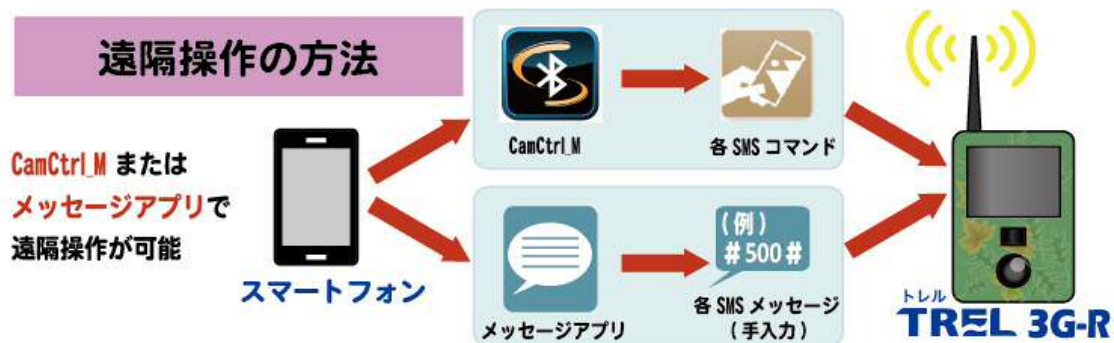 遠隔操作の方法
CamCtrl_M または
メッセージアプリで
遠隔操作が可能
スマートフォン
CamCtrl_M
各 SMS コマンド
メッセージアプリ
(例)
#500#
各 SMS メッセージ
(手入力)
トレル
TREL 3G-R